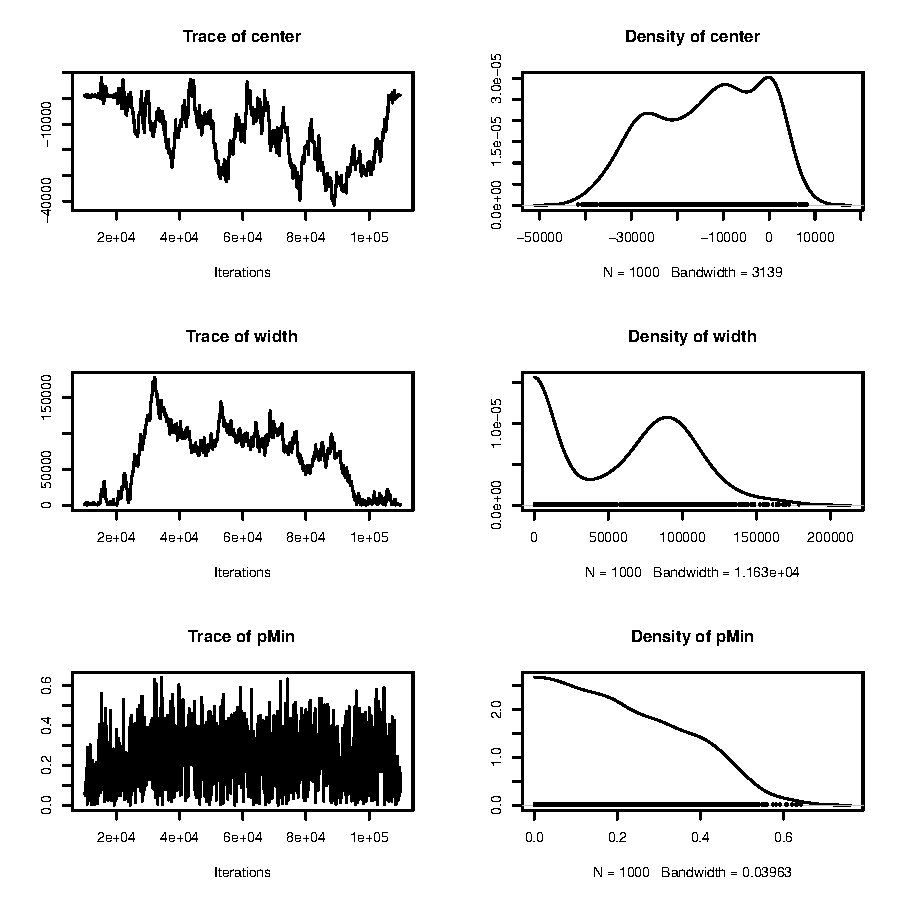 Trace of center
Density of center
−40000
−10000
2e+04
4e+04
6e+04
8e+04
1e+05
Iterations
0.0e+00
1.5e−05
3.0e−05
−50000
−30000
−10000
0
10000
N = 1000 Bandwidth = 3139
Trace of width
Density of width
0
50000
150000
2e+04
4e+04
6e+04
8e+04
1e+05
Iterations
0.0e+00
1.0e−05
0
50000
100000
150000
200000
N = 1000 Bandwidth = 1.163e+04
Trace of pMin
Density of pMin
0.0
0.2
0.4
0.6
2e+04
4e+04
6e+04
8e+04
1e+05
Iterations
0.0
1.0
2.0
0.0
0.2
0.4
0.6
N = 1000 Bandwidth = 0.03963